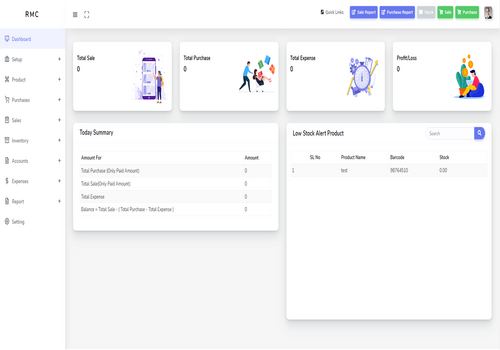 RMC
Quick Links:
Sale Report
Purchase Report
Sale
Purchase
Dashboard
Setup
Product
Purchases
Sales
Inventory
Accounts
Expenses
Report
Setting
Total Sale
0
Total Purchase
0
Total Expense
0
Profit/Loss
0
Today Summary
Amount For Amount
Total Purchase (Only Paid Amount) 0
Total Sale(Only Paid Amount) 0
Total Expense 0
Balance = Total Sale - ( Total Purchase - Total Expense ) 0
Low Stock Alert Product
Search
SL No Product Name Barcode Stock
1 test 99764510 0.00